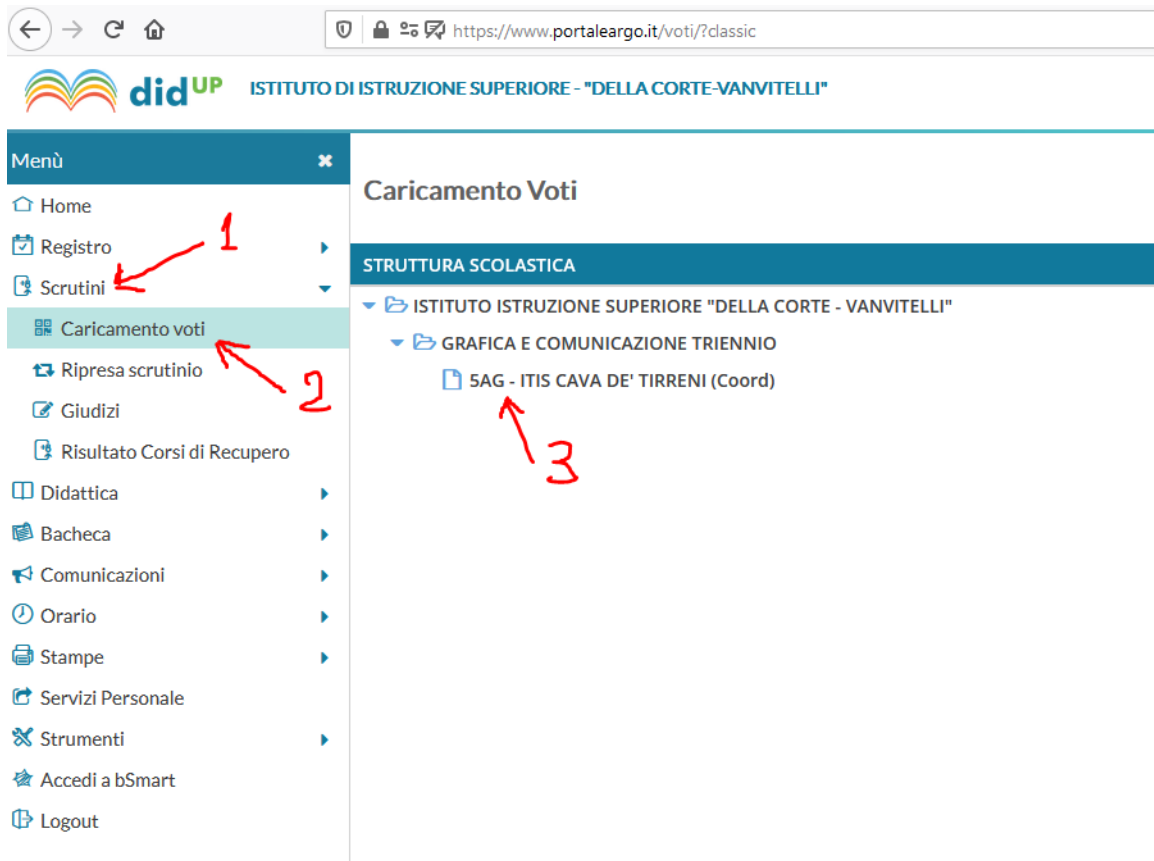 https://www.portaleargo.it/voti/?classic
didUP ISTITUTO DI ISTRUZIONE SUPERIORE - "DELLA CORTE-VANVITELLI"
Menù
Home
Registro
Scrutini
Caricamento voti
Ripresa scrutinio
Giudizi
Risultato Corsi di Recupero
Didattica
Bacheca
Comunicazioni
Orario
Stampe
Servizi Personale
Strumenti
Accedi a bSmart
Logout
1
2
Caricamento Voti
STRUTTURA SCOLASTICA
ISTITUTO ISTRUZIONE SUPERIORE "DELLA CORTE - VANVITELLI"
GRAFICA E COMUNICAZIONE TRIENNIO
5AG - ITIS CAVA DE' TIRRENI (Coord)
3